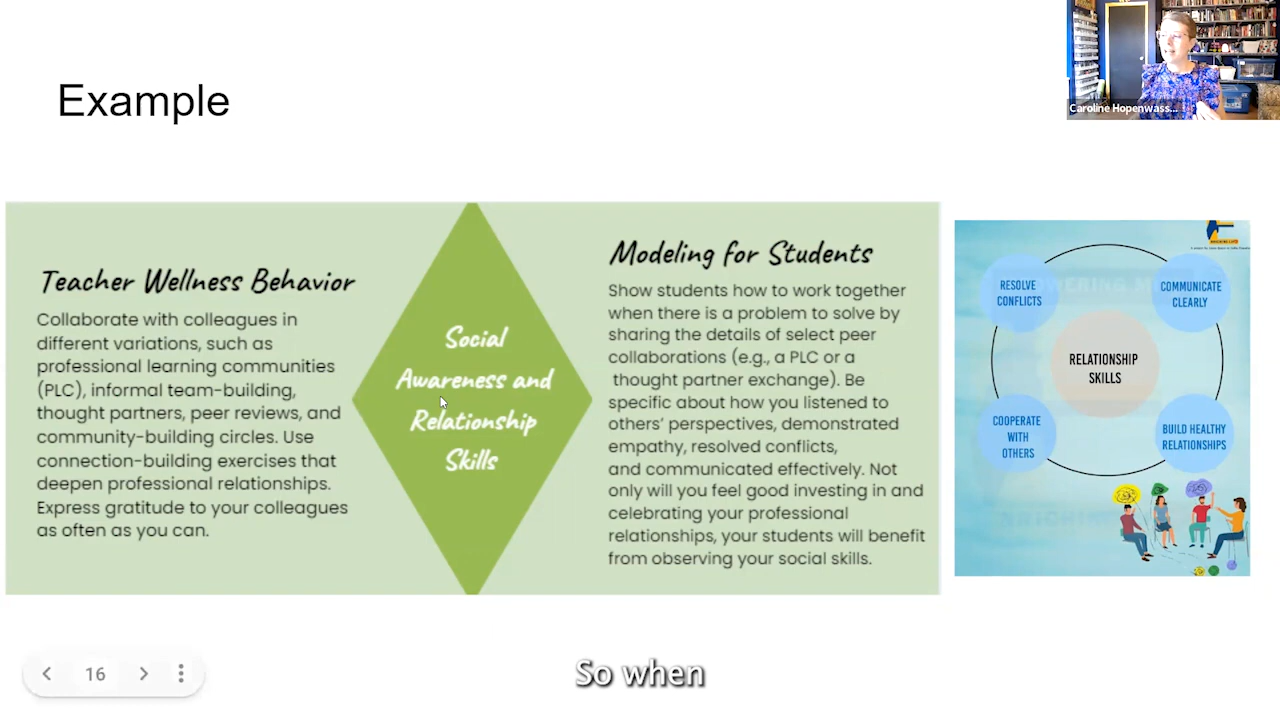 Example
Caroline Hopenwass...
Teacher Wellness Behavior
Collaborate with colleagues in
different variations, such as
professional learning communities
(PLC), informal team-building,
thought partners, peer reviews, and
community-building circles. Use
connection-building exercises that
deepen professional relationships.
Express gratitude to your colleagues
as often as you can.
Social
Awareness and
Relationship
Skills
Modeling for Students
Show students how to work together
when there is a problem to solve by
sharing the details of select peer
collaborations (e.g., a PLC or a
thought partner exchange). Be
specific about how you listened to
others' perspectives, demonstrated
empathy, resolved conflicts,
and communicated effectively. Not
only will you feel good investing in and
celebrating your professional
relationships, your students will benefit
from observing your social skills.
RESOLVE
CONFLICTS
COMMUNICATE
CLEARLY
RELATIONSHIP
SKILLS
COOPERATE
WITH
OTHERS
BUILD HEALTHY
RELATIONSHIPS
16
So when